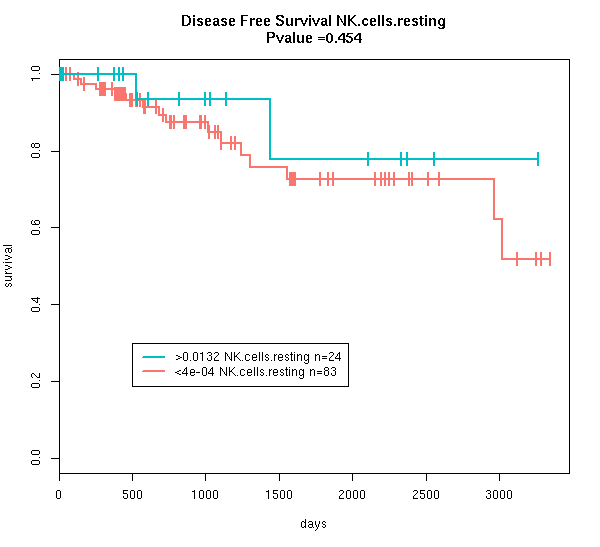 Disease Free Survival NK.cells.resting
Pvalue =0.454
survival
1.0
0.8
0.6
0.4
0.2
0.0
>0.0132 NK.cells.resting n=24
<4e-04 NK.cells.resting n=83
0 500 1000 1500 2000 2500 3000
days